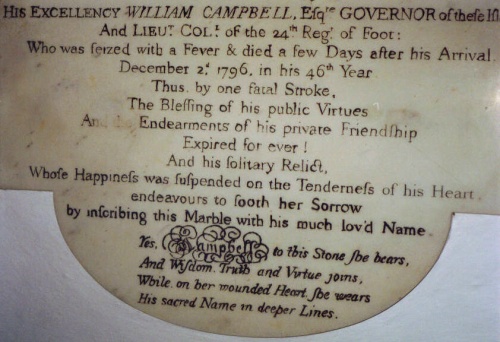 HIS EXCELLENCY WILLIAM CAMPBELL, Eſqre GOVERNOR of theſe
And LIEUT. COLL. of the 24th Regt. of Foot:
Who was ſeized with a Fever & died a few Days after his Arrival
December 2d. 1796. in his 46th Year
Thus, by one fatal Stroke,
The Bleſſing of his public Virtues
And the Endearments of his private Friendſhip
Expired for ever!
And his ſolitary Relict,
Whoſe Happineſs was ſuſpended on the Tenderneſs of his Heart
endeavours to ſooth her Sorrow
by inſcribing this Marble with his much lov'd Name.
Yes, Campbell to this Stone ſhe bears,
And Wiſdom, Truth and Virtue joins,
While, on her wounded Heart, ſhe wears
His sacred Name in deeper Lines.